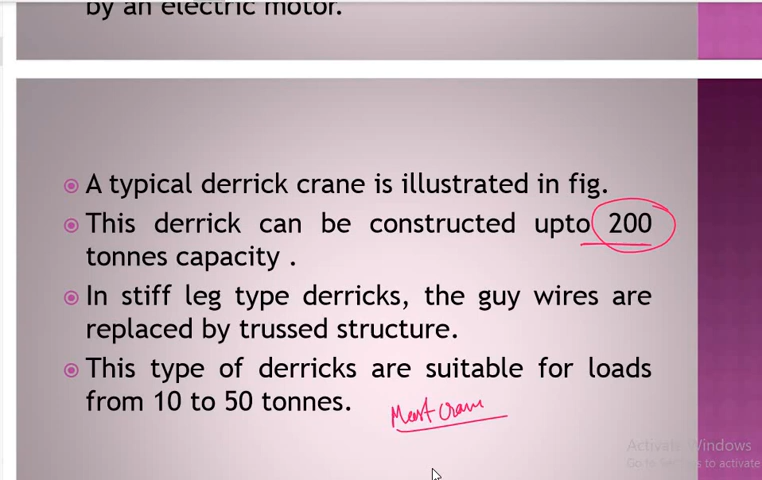 by an electric motor.
A typical derrick crane is illustrated in fig.
This derrick can be constructed upto 200
tonnes capacity .
In stiff leg type derricks, the guy wires are
replaced by trussed structure.
This type of derricks are suitable for loads
from 10 to 50 tonnes.
Mast crane
Activate Windows
Go to Settings to activate